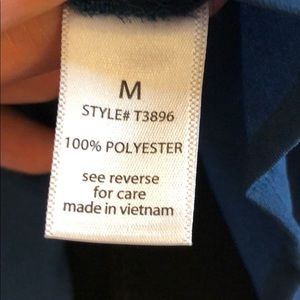 M
STYLE# T3896
100% POLYESTER
see reverse
for care
made in vietnam